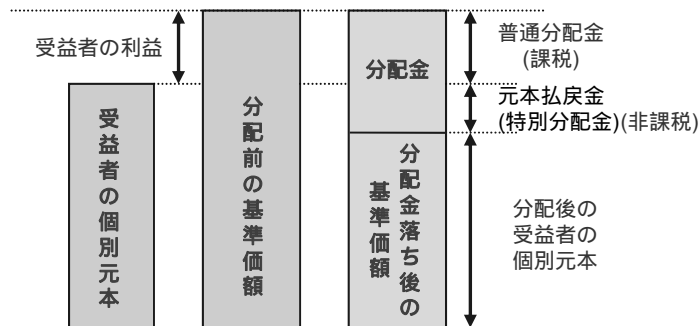 受益者の利益
受益者の個別元本
分配前の基準価額
分配金
分配金落ち後の
基準価額
普通分配金
(課税)
元本払戻金
(特別分配金)(非課税)
分配後の
受益者の
個別元本